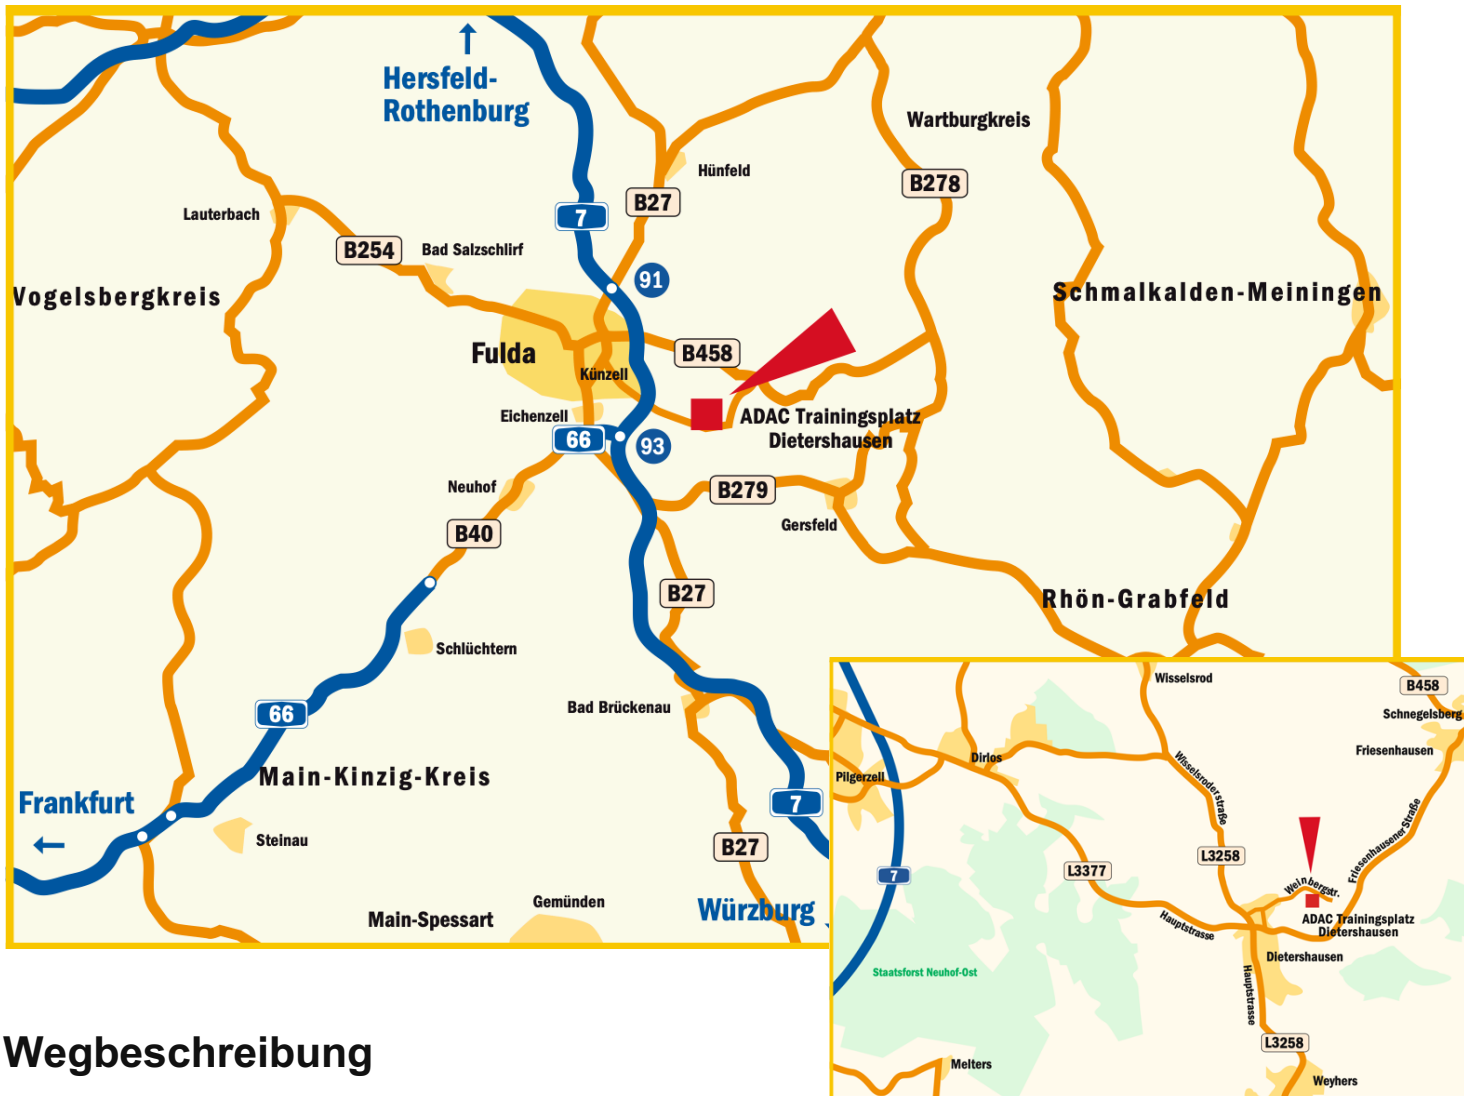 Hersfeld-
Rothenburg
Wartburgkreis
Hünfeld
B278
B27
7
Lauterbach
B254
Bad Salzschlirf
91
Vogelsbergkreis
Schmalkalden-Meiningen
Fulda
B458
Künzell
Eichenzell
ADAC Trainingsplatz
Dietershausen
66
93
Neuhof
B279
Gersfeld
B40
B27
Rhön-Grabfeld
Schlüchtern
Bad Brückenau
66
Main-Kinzig-Kreis
Frankfurt
7
Steinau
B27
Gemünden
Main-Spessart
Würzburg
Wisselsrod
B458
Schnegelsberg
Friesenhausen
Dirlos
Pilgerzell
Wisselsroderstraße
Friesenhausener Straße
L3258
L3377
7
Weinbergstr.
ADAC Trainingsplatz
Dietershausen
Hauptstrasse
Dietershausen
Staatsforst Neuhof-Ost
Hauptstrasse
L3258
Melters
Weyhers
Wegbeschreibung